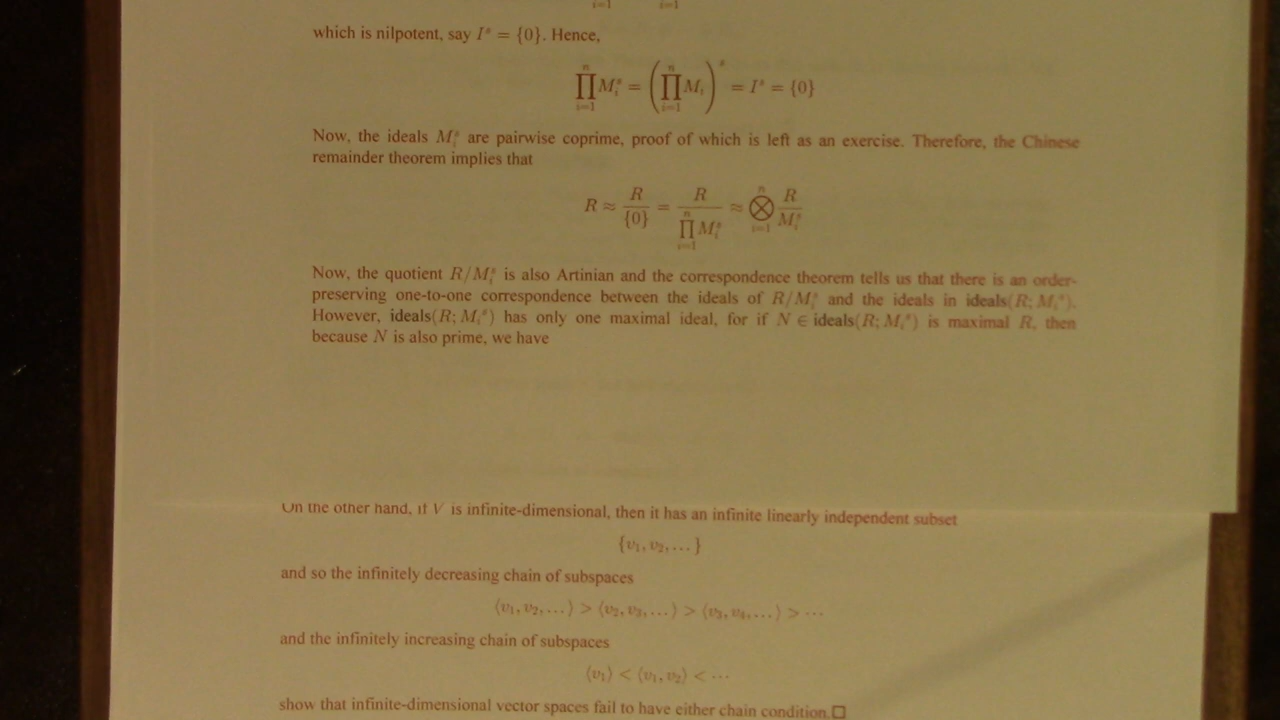 i=1 i=1
which is nilpotent, say I^s = {0}. Hence,
∏_{i=1}^{n} M_i^s = (∏_{i=1}^{n} M_i)^s = I^s = {0}
Now, the ideals M_i^s are pairwise coprime, proof of which is left as an exercise. Therefore, the Chinese
remainder theorem implies that
R ≈ R/{0} = R/∏_{i=1}^{n} M_i^s ≈ ⨂_{i=1}^{n} R/M_i^s
Now, the quotient R/M_i^s is also Artinian and the correspondence theorem tells us that there is an order-
preserving one-to-one correspondence between the ideals of R/M_i^s and the ideals in ideals(R; M_i^s).
However, ideals(R; M_i^s) has only one maximal ideal, for if N ∈ ideals(R; M_i^s) is maximal R, then
because N is also prime, we have
On the other hand, if V is infinite-dimensional, then it has an infinite linearly independent subset
{v_1, v_2, ...}
and so the infinitely decreasing chain of subspaces
⟨v_1, v_2, ...⟩ > ⟨v_2, v_3, ...⟩ > ⟨v_3, v_4, ...⟩ > ⋯
and the infinitely increasing chain of subspaces
⟨v_1⟩ < ⟨v_1, v_2⟩ < ⋯
show that infinite-dimensional vector spaces fail to have either chain condition.□